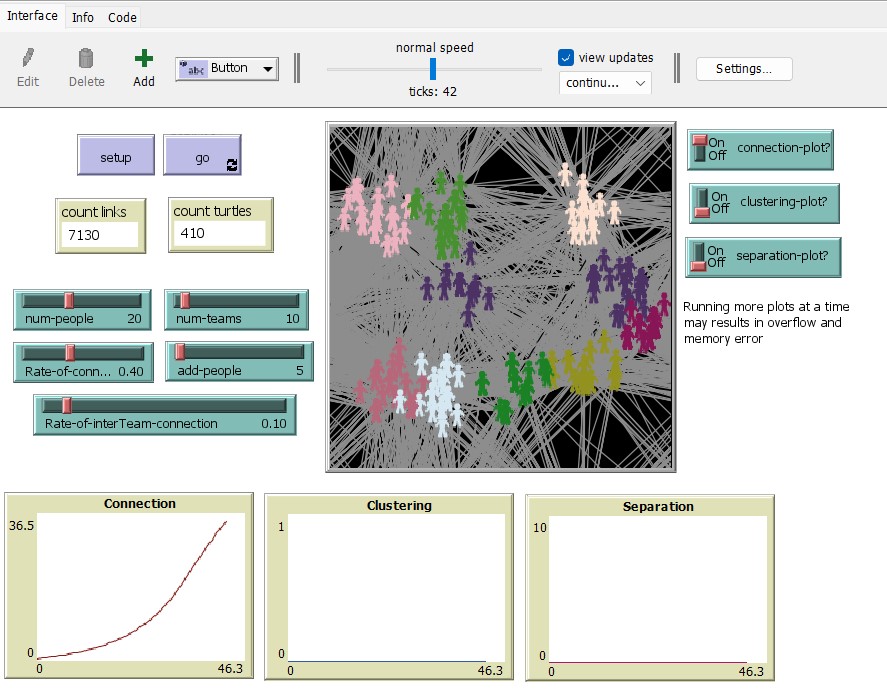 Interface Info Code
Edit Delete Add
abc Button
normal speed
ticks: 42
view updates
continu...
Settings...
setup go
count links
7130
count turtles
410
num-people 20
num-teams 10
Rate-of-conn... 0.40
add-people 5
Rate-of-interTeam-connection 0.10
On
Off
connection-plot?
On
Off
clustering-plot?
On
Off
separation-plot?
Running more plots at a time
may results in overflow and
memory error
Connection
36.5
0
0 46.3
Clustering
1
0
0 46.3
Separation
10
0
0 46.3